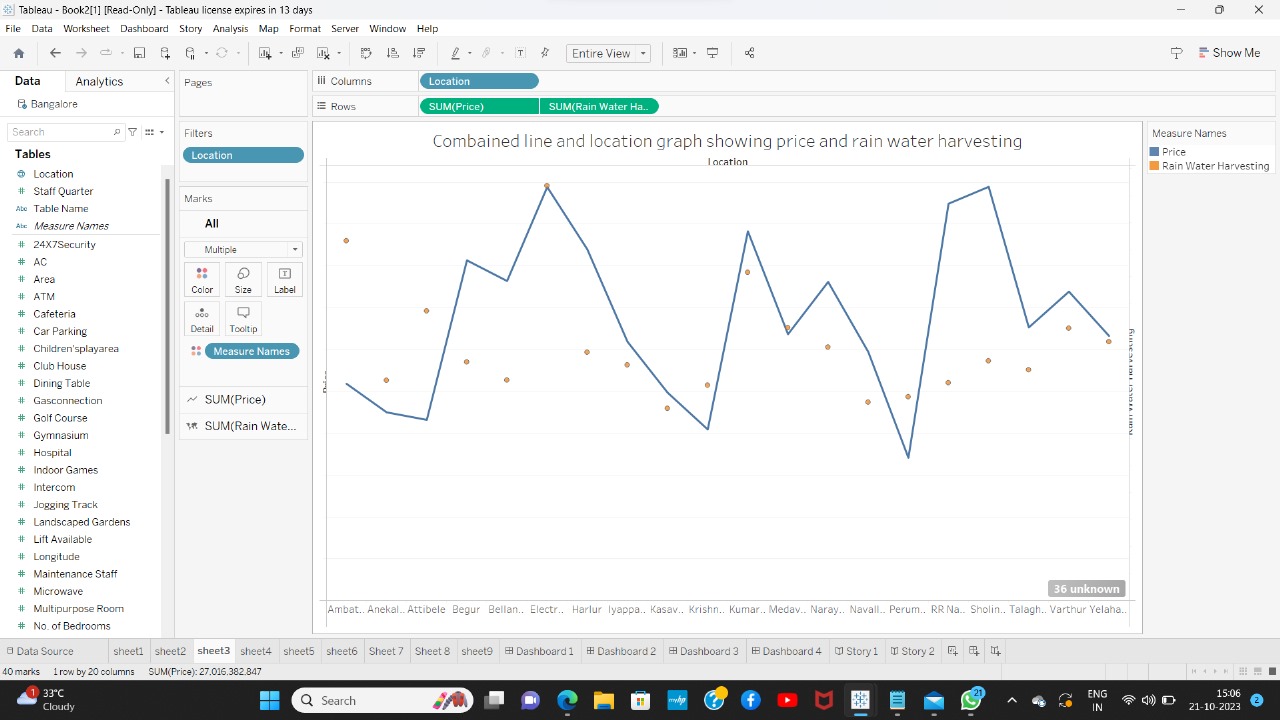 Tableau - Book2[1] [Read-Only] - Tableau license expires in 13 days
File Data Worksheet Dashboard Story Analysis Map Format Server Window Help
Entire View
Show Me
Data Analytics
Bangalore
Search
Tables
Location
Staff Quarter
Abc Table Name
Abc Measure Names
24X7Security
AC
Area
ATM
Cafeteria
Car Parking
Children'splayarea
Club House
Dining Table
Gasconnection
Golf Course
Gymnasium
Hospital
Indoor Games
Intercom
Jogging Track
Landscaped Gardens
Lift Available
Longitude
Maintenance Staff
Microwave
Multipurpose Room
No. of Bedrooms
Pages
Filters
Location
Marks
All
Multiple
Color Size Label
Detail Tooltip
Measure Names
SUM(Price)
SUM(Rain Wate...
Columns Location
Rows SUM(Price) SUM(Rain Water Ha..
Combained line and location graph showing price and rain water harvesting
Location
Price
Rain Water Harvesting
36 unknown
Ambat.. Anekal.. Attibele Begur Bellan.. Electr.. Harlur Iyappa.. Kasav.. Krishn.. Kumar.. Medav.. Naray.. Navall.. Perum.. RR Na.. Sholin.. Talagh.. Varthur Yelaha..
Measure Names
Price
Rain Water Harvesting
Data Source sheet1 sheet2 sheet3 sheet4 sheet5 sheet6 Sheet 7 Sheet 8 sheet9 Dashboard 1 Dashboard 2 Dashboard 3 Dashboard 4 Story 1 Story 2
40 marks 1 row by 20 columns SUM(Price): 27,016,382,847
1
33°C
Cloudy
Search
myhp
21
ENG
IN
15:06
21-10-2023
2